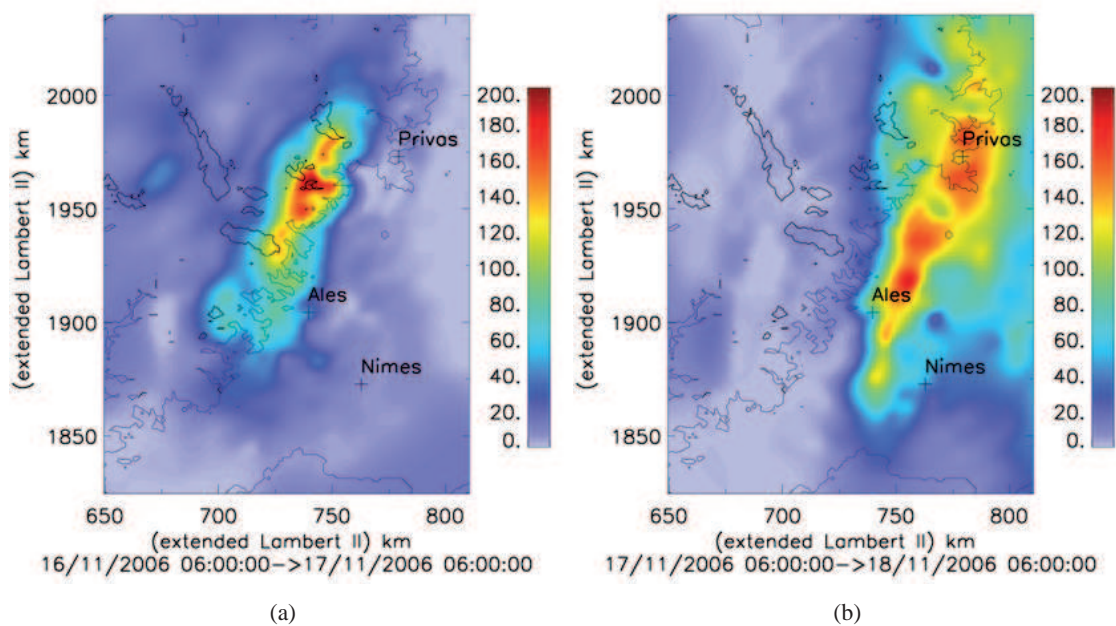 2000
1950
1900
1850
(extended Lambert II) km
650 700 750 800
(extended Lambert II) km
16/11/2006 06:00:00->17/11/2006 06:00:00
Privas
Ales
Nimes
200.
180.
160.
140.
120.
100.
80.
60.
40.
20.
0.
(a)
2000
1950
1900
1850
(extended Lambert II) km
650 700 750 800
(extended Lambert II) km
17/11/2006 06:00:00->18/11/2006 06:00:00
Privas
Ales
Nimes
200.
180.
160.
140.
120.
100.
80.
60.
40.
20.
0.
(b)